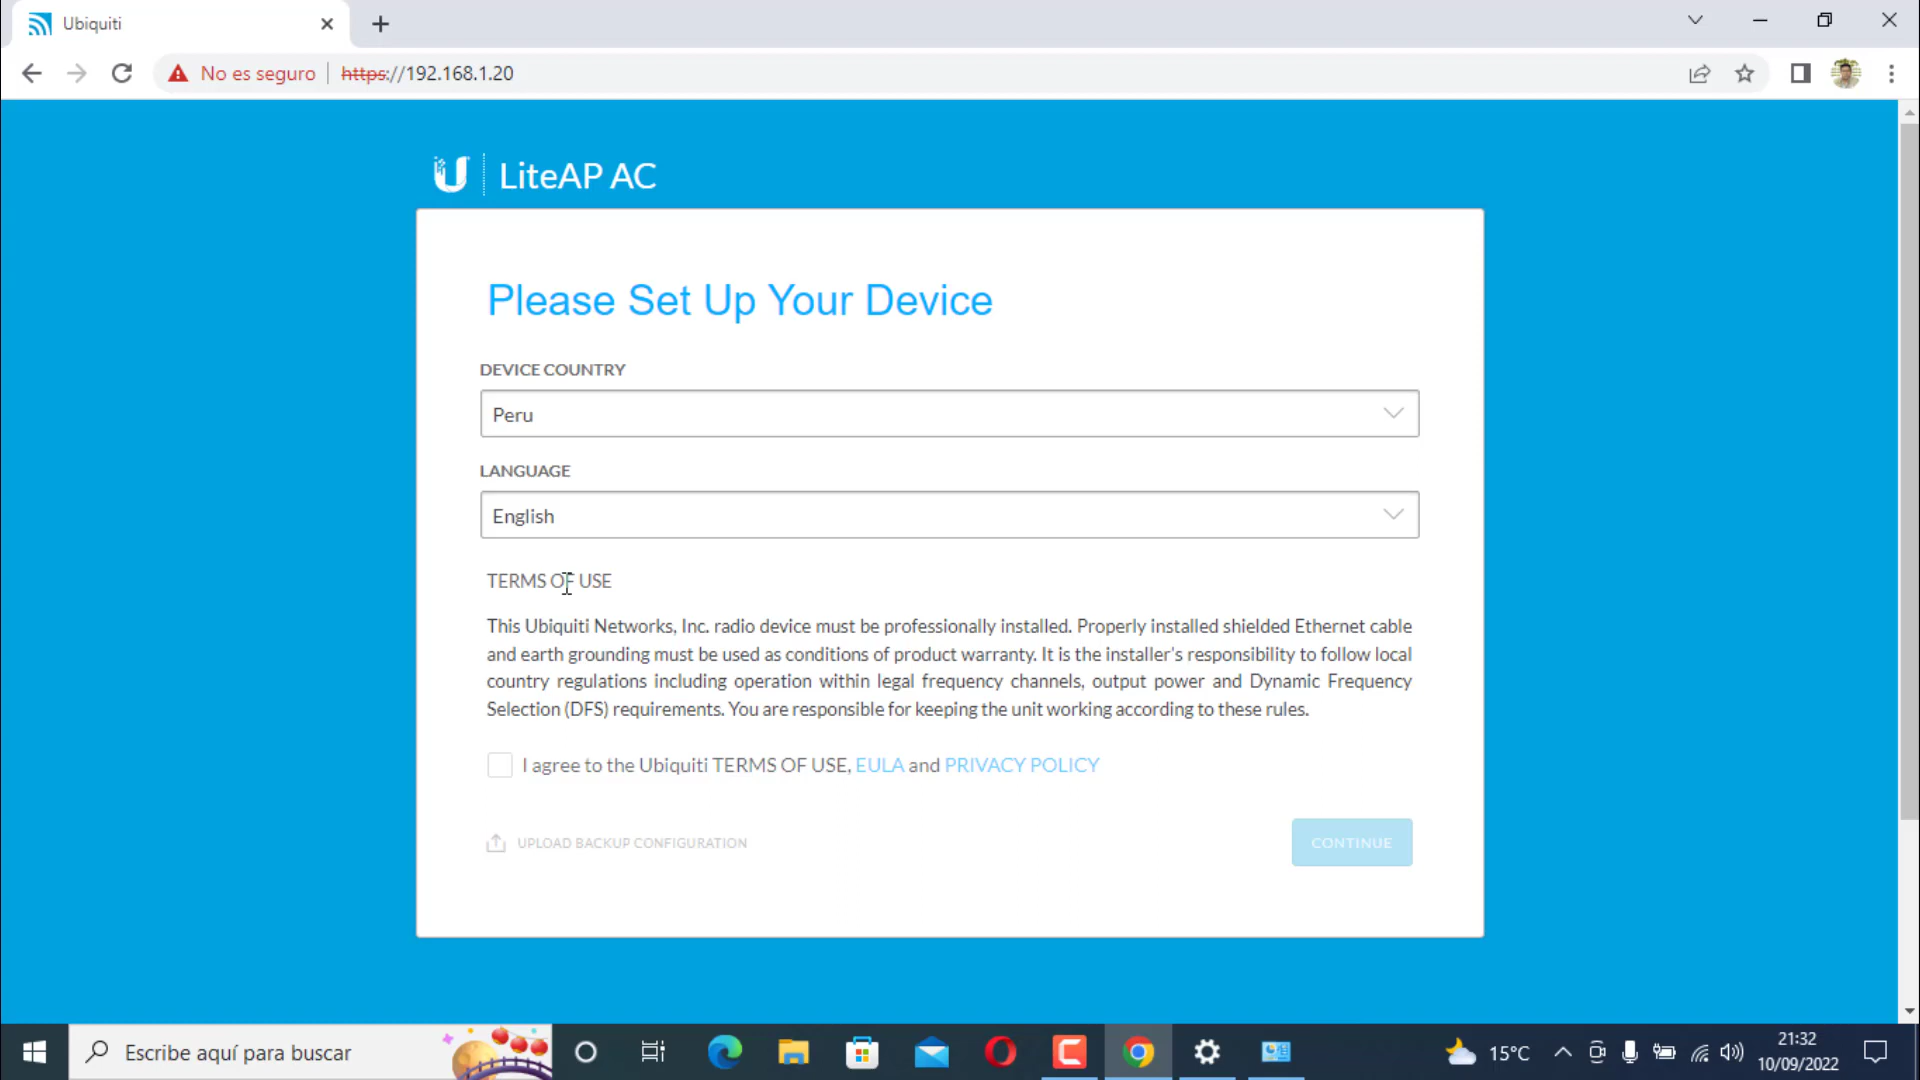 Ubiquiti
No es seguro https://192.168.1.20
LiteAP AC
Please Set Up Your Device
DEVICE COUNTRY
Peru
LANGUAGE
English
TERMS OF USE
This Ubiquiti Networks, Inc. radio device must be professionally installed. Properly installed shielded Ethernet cable
and earth grounding must be used as conditions of product warranty. It is the installer's responsibility to follow local
country regulations including operation within legal frequency channels, output power and Dynamic Frequency
Selection (DFS) requirements. You are responsible for keeping the unit working according to these rules.
I agree to the Ubiquiti TERMS OF USE, EULA and PRIVACY POLICY
UPLOAD BACKUP CONFIGURATION
CONTINUE
Escribe aquí para buscar
15°C
21:32
10/09/2022